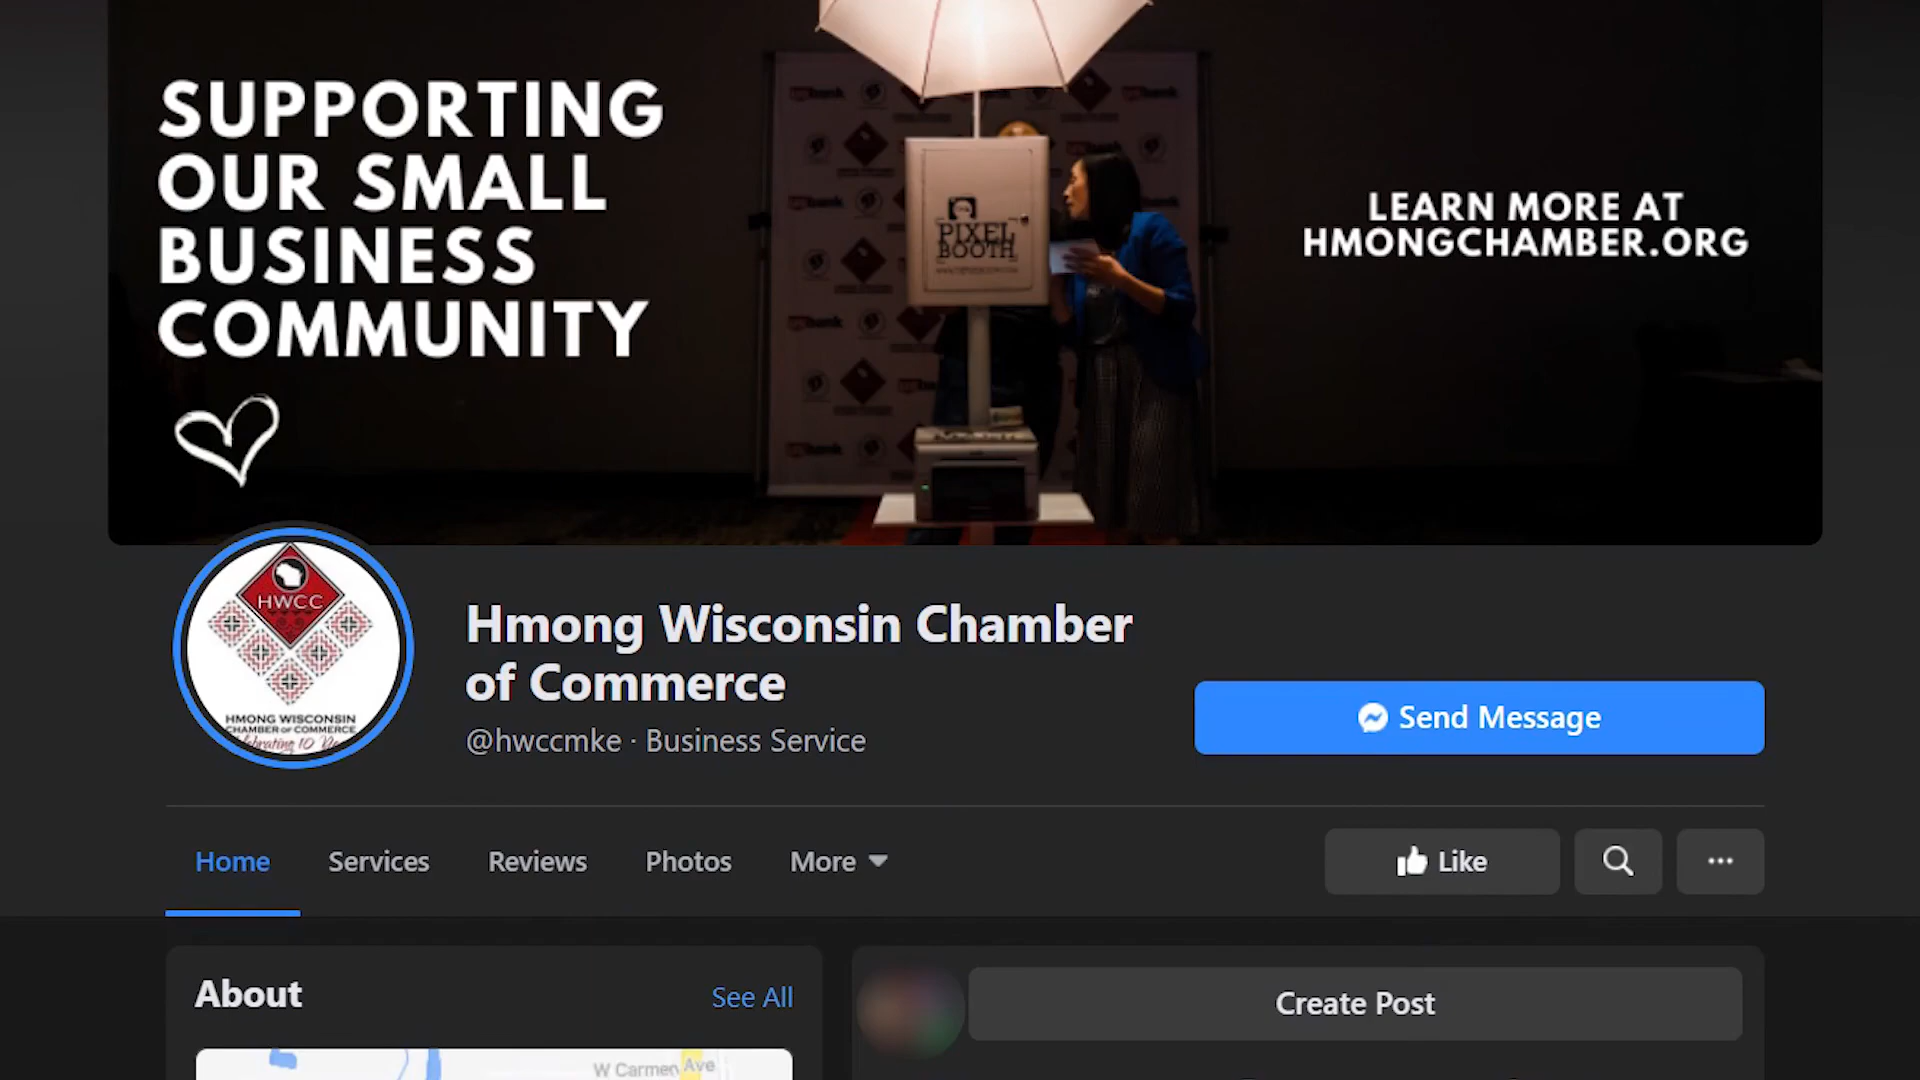 SUPPORTING
OUR SMALL
BUSINESS
COMMUNITY
LEARN MORE AT
HMONGCHAMBER.ORG
PIXEL
BOOTH
HWCC
HMONG WISCONSIN
CHAMBER OF COMMERCE
Hmong Wisconsin Chamber
of Commerce
@hwccmke · Business Service
Send Message
Home
Services
Reviews
Photos
More
Like
About
See All
Create Post
Ave